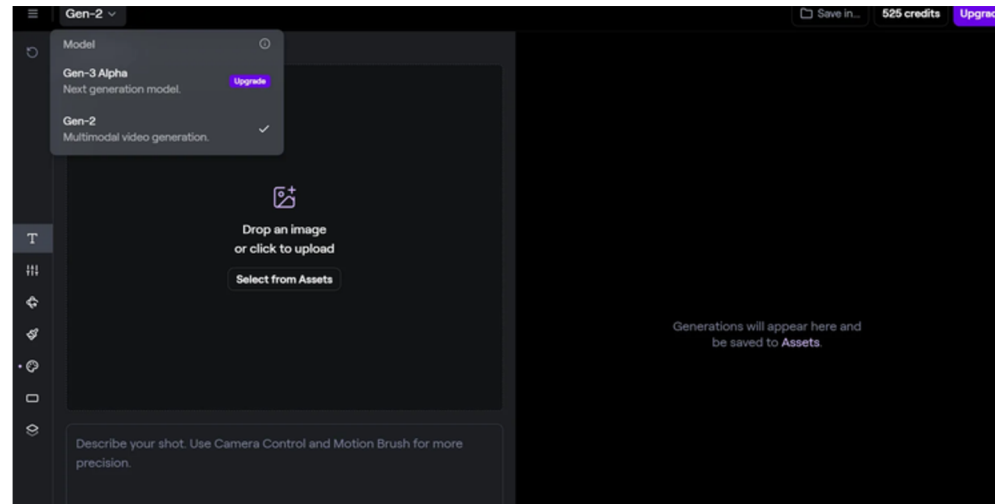 Gen-2
Save in...
525 credits
Upgrad
Model
Gen-3 Alpha
Next generation model.
Upgrade
Gen-2
Multimodal video generation.
T
Drop an image
or click to upload
Select from Assets
Generations will appear here and
be saved to Assets.
Describe your shot. Use Camera Control and Motion Brush for more
precision.